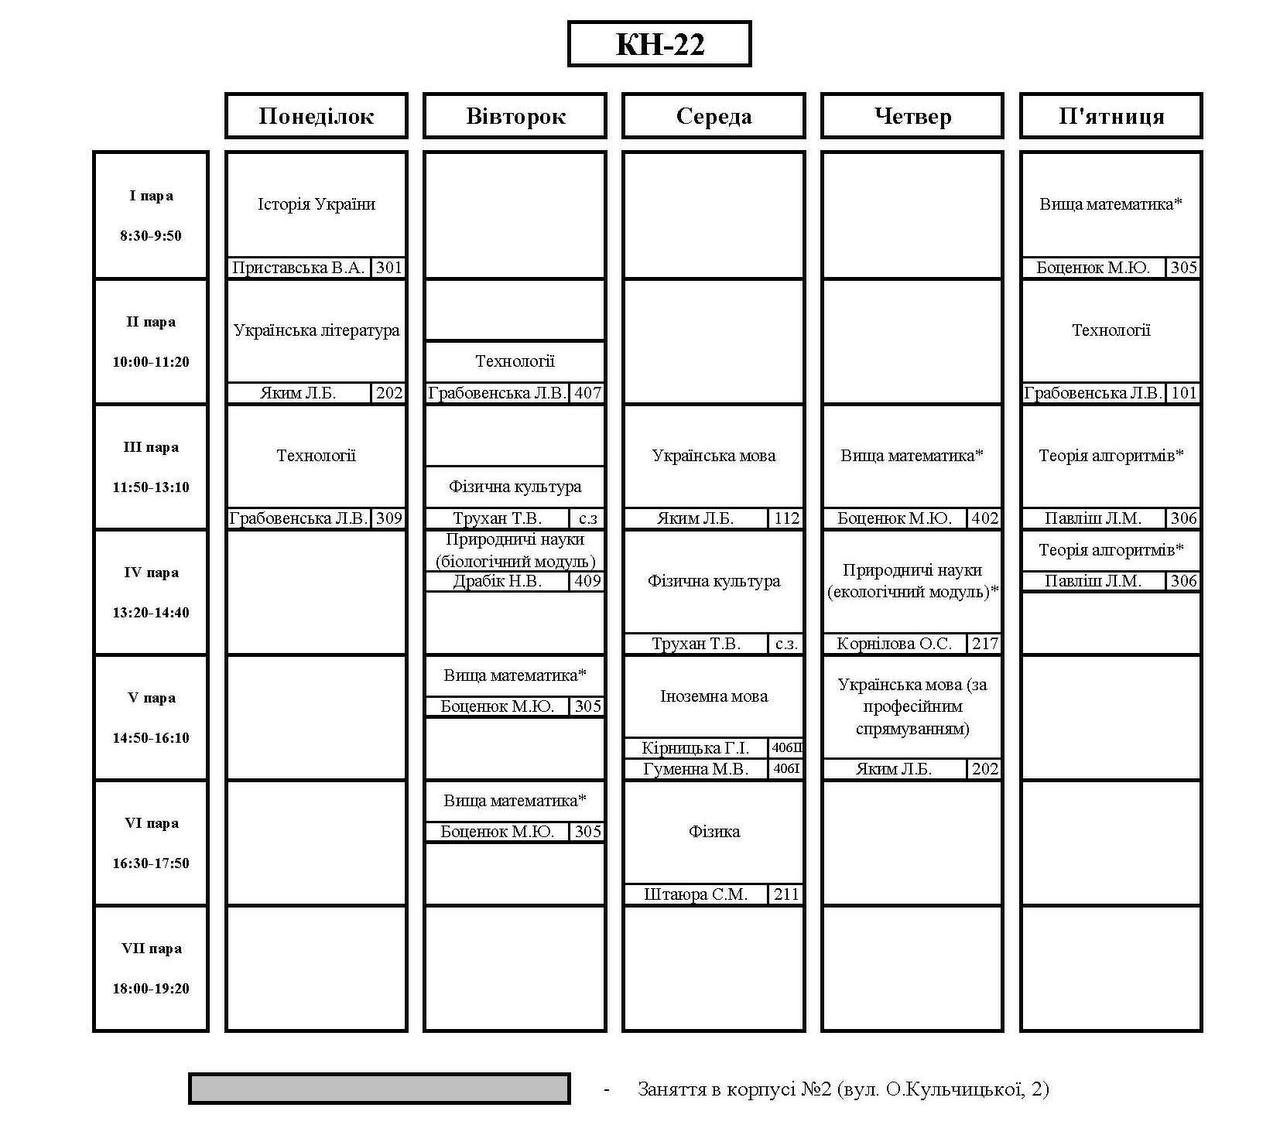 КН-22
Понеділок Вівторок Середа Четвер П'ятниця
І пара
8:30-9:50
Історія України
Приставська В.А. 301
Вища математика*
Боценюк М.Ю. 305
ІІ пара
10:00-11:20
Українська література
Яким Л.Б. 202
Технології
Грабовенська Л.В. 407
Технології
Грабовенська Л.В. 101
ІІІ пара
11:50-13:10
Технології
Грабовенська Л.В. 309
Фізична культура
Трухан Т.В. с.з
Українська мова
Яким Л.Б. 112
Вища математика*
Боценюк М.Ю. 402
Теорія алгоритмів*
Павліш Л.М. 306
IV пара
13:20-14:40
Природничі науки
(біологічний модуль)
Драбік Н.В. 409
Фізична культура
Трухан Т.В. с.з.
Природничі науки
(екологічний модуль)*
Корнілова О.С. 217
Теорія алгоритмів*
Павліш Л.М. 306
V пара
14:50-16:10
Вища математика*
Боценюк М.Ю. 305
Іноземна мова
Кірницька Г.І. 406ІІ
Гуменна М.В. 406І
Українська мова (за
професійним
спрямуванням)
Яким Л.Б. 202
VI пара
16:30-17:50
Вища математика*
Боценюк М.Ю. 305
Фізика
Штаюра С.М. 211
VII пара
18:00-19:20
- Заняття в корпусі №2 (вул. О.Кульчицької, 2)